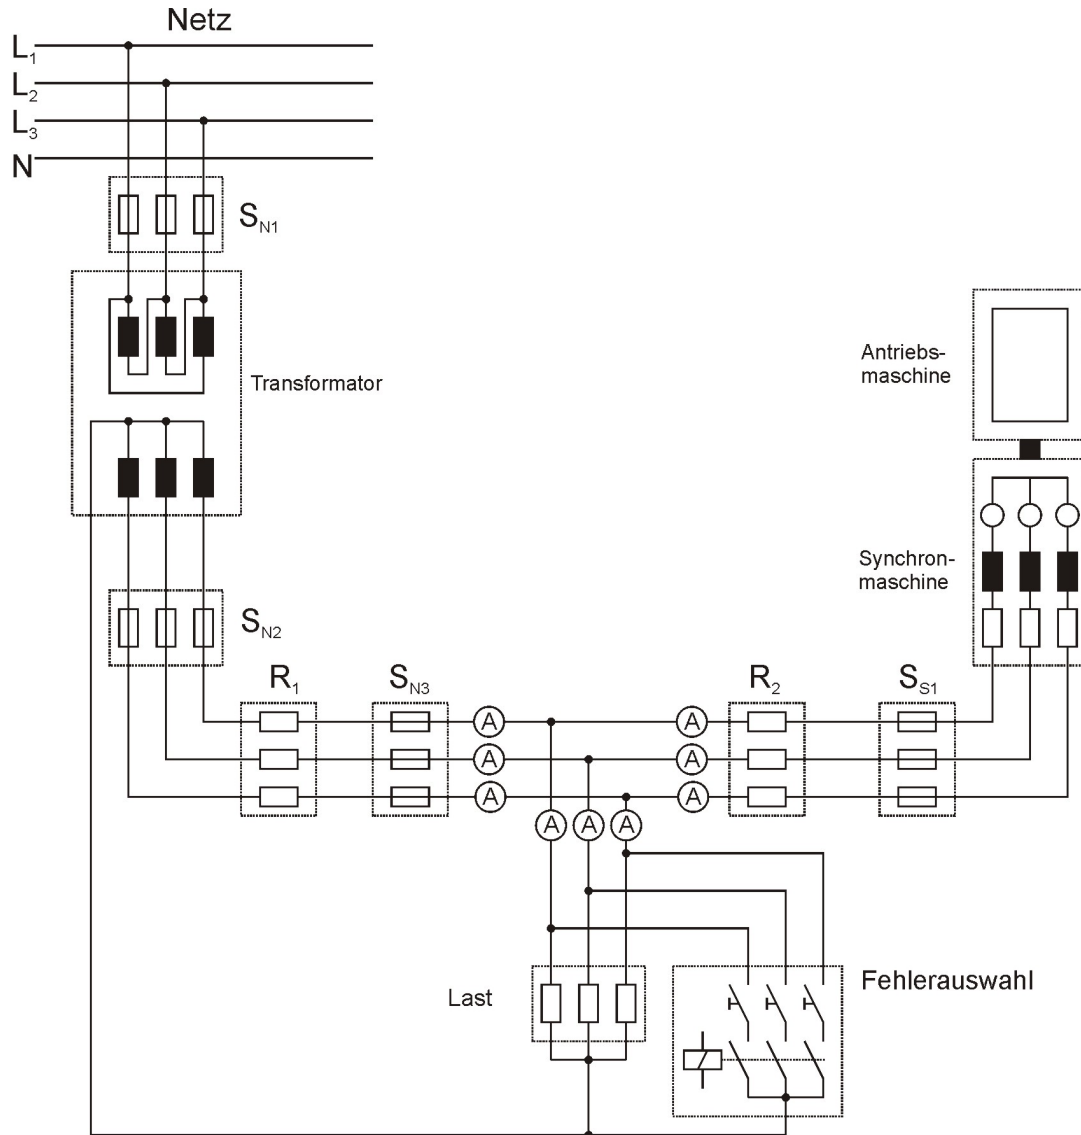 Netz
L1
L2
L3
N
SN1
Transformator
Antriebs-
maschine
Synchron-
maschine
SN2
R1
SN3
R2
SS1
A
A
A
A
A
A
A
A
A
Last
Fehlerauswahl